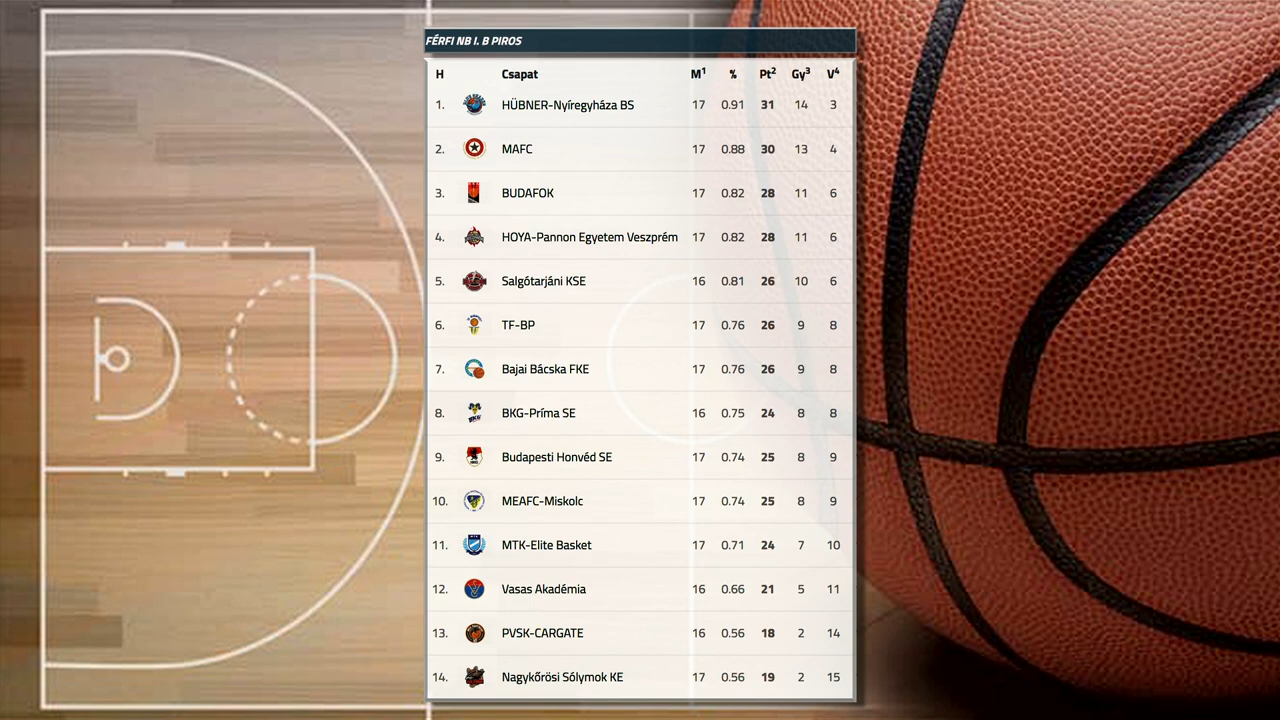 FÉRFI NB I. B PIROS
H Csapat M¹ % Pt² Gy³ V⁴
1. HÜBNER-Nyíregyháza BS 17 0.91 31 14 3
2. MAFC 17 0.88 30 13 4
3. BUDAFOK 17 0.82 28 11 6
4. HOYA-Pannon Egyetem Veszprém 17 0.82 28 11 6
5. Salgótarjáni KSE 16 0.81 26 10 6
6. TF-BP 17 0.76 26 9 8
7. Bajai Bácska FKE 17 0.76 26 9 8
8. BKG-Príma SE 16 0.75 24 8 8
9. Budapesti Honvéd SE 17 0.74 25 8 9
10. MEAFC-Miskolc 17 0.74 25 8 9
11. MTK-Elite Basket 17 0.71 24 7 10
12. Vasas Akadémia 16 0.66 21 5 11
13. PVSK-CARGATE 16 0.56 18 2 14
14. Nagykőrösi Sólymok KE 17 0.56 19 2 15